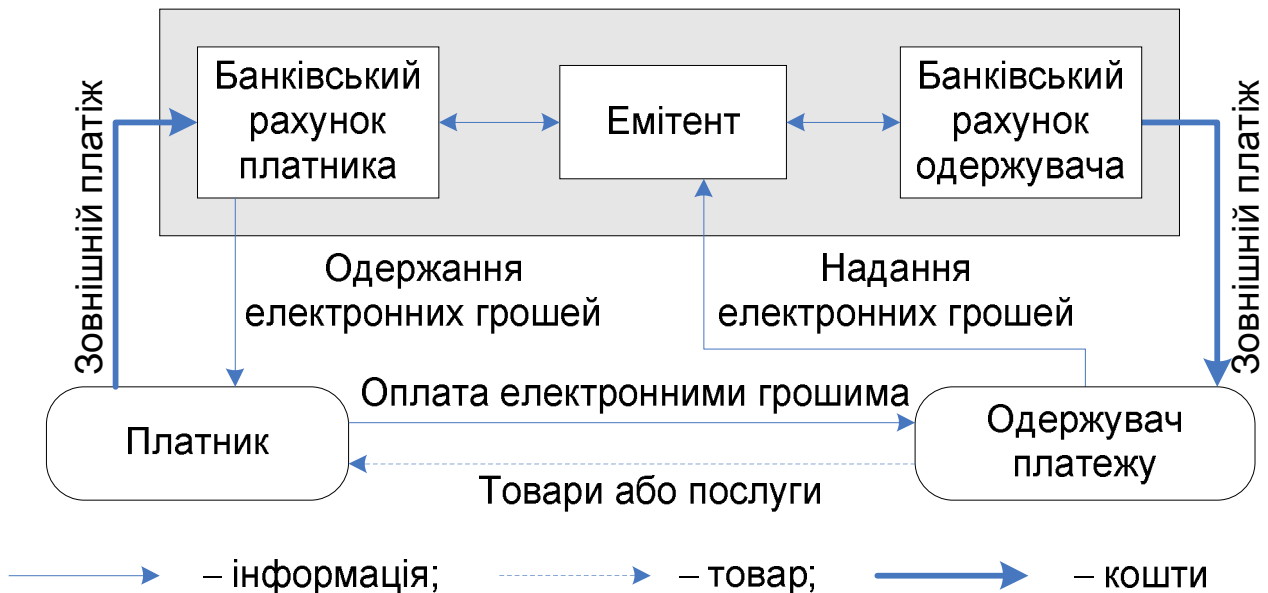 Зовнішній платіж
Банківський
рахунок
платника
Емітент
Банківський
рахунок
одержувача
Зовнішній платіж
Одержання
електронних грошей
Надання
електронних грошей
Оплата електронними грошима
Платник
Одержувач
платежу
Товари або послуги
– інформація;
– товар;
– кошти